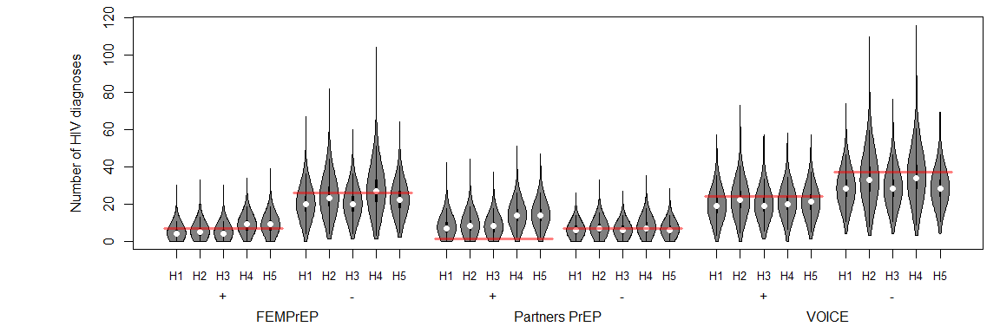 Number of HIV diagnoses
120
100
80
60
40
20
0
H1 H2 H3 H4 H5 H1 H2 H3 H4 H5 H1 H2 H3 H4 H5 H1 H2 H3 H4 H5 H1 H2 H3 H4 H5 H1 H2 H3 H4 H5
+ - + - + -
FEMPrEP Partners PrEP VOICE